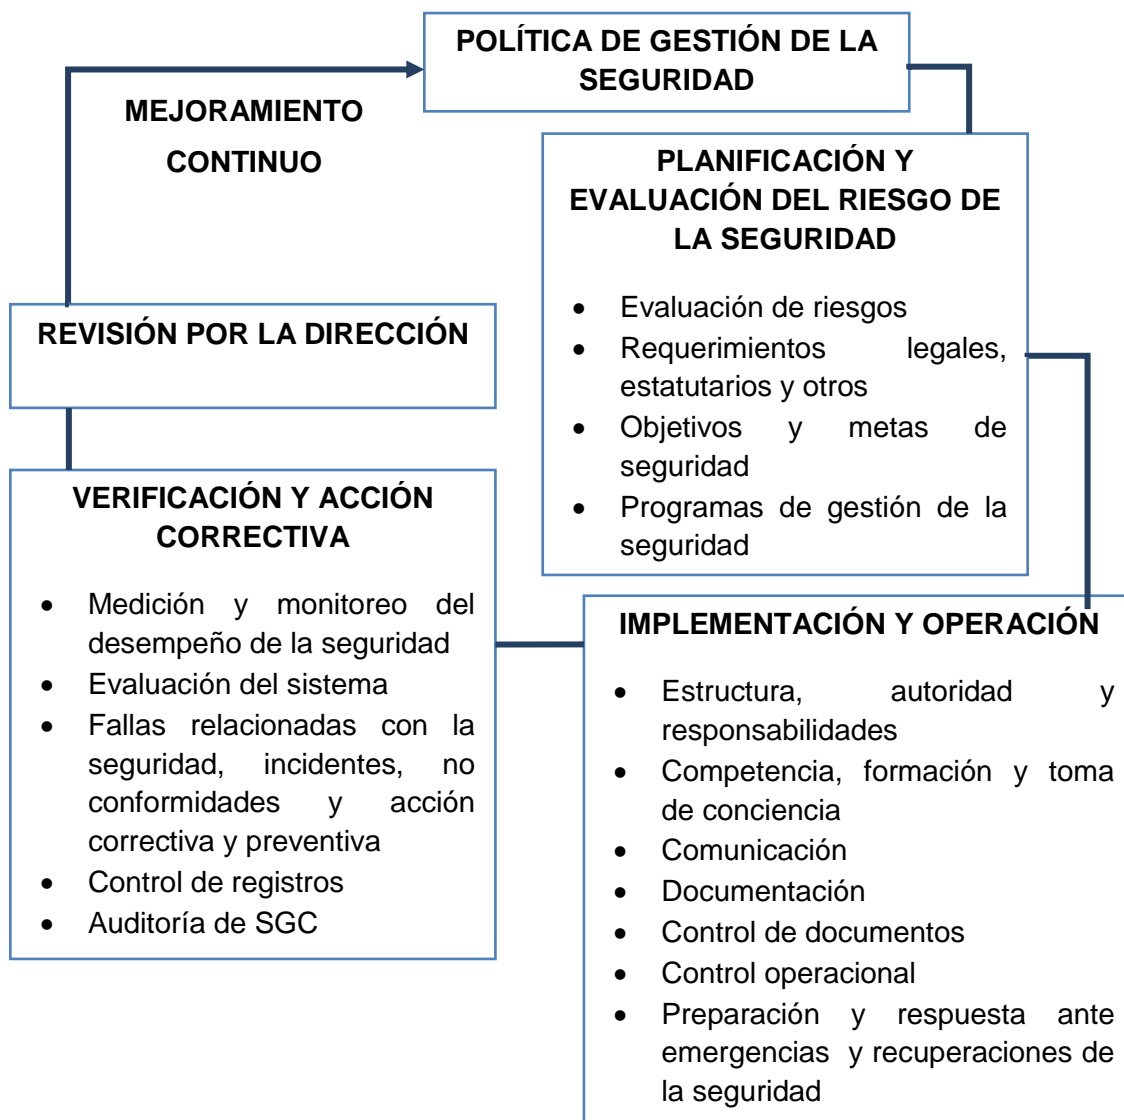 POLÍTICA DE GESTIÓN DE LA
SEGURIDAD
MEJORAMIENTO
CONTINUO
PLANIFICACIÓN Y
EVALUACIÓN DEL RIESGO DE
LA SEGURIDAD
• Evaluación de riesgos
• Requerimientos legales,
estatutarios y otros
• Objetivos y metas de
seguridad
• Programas de gestión de la
seguridad
REVISIÓN POR LA DIRECCIÓN
VERIFICACIÓN Y ACCIÓN
CORRECTIVA
• Medición y monitoreo del
desempeño de la seguridad
• Evaluación del sistema
• Fallas relacionadas con la
seguridad, incidentes, no
conformidades y acción
correctiva y preventiva
• Control de registros
• Auditoría de SGC
IMPLEMENTACIÓN Y OPERACIÓN
• Estructura, autoridad y
responsabilidades
• Competencia, formación y toma
de conciencia
• Comunicación
• Documentación
• Control de documentos
• Control operacional
• Preparación y respuesta ante
emergencias y recuperaciones de
la seguridad